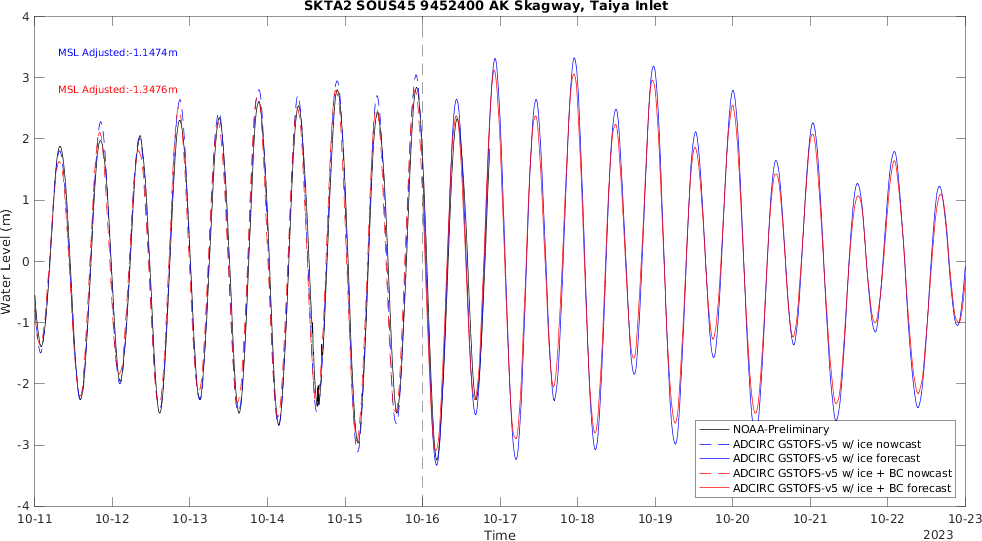 SKTA2 SOUS45 9452400 AK Skagway, Taiya Inlet
4
3
2
1
0
-1
-2
-3
-4
Water Level (m)
MSL Adjusted:-1.1474m
MSL Adjusted:-1.3476m
NOAA-Preliminary
ADCIRC GSTOFS-v5 w/ ice nowcast
ADCIRC GSTOFS-v5 w/ ice forecast
ADCIRC GSTOFS-v5 w/ ice + BC nowcast
ADCIRC GSTOFS-v5 w/ ice + BC forecast
10-11 10-12 10-13 10-14 10-15 10-16 10-17 10-18 10-19 10-20 10-21 10-22 10-23
Time
2023